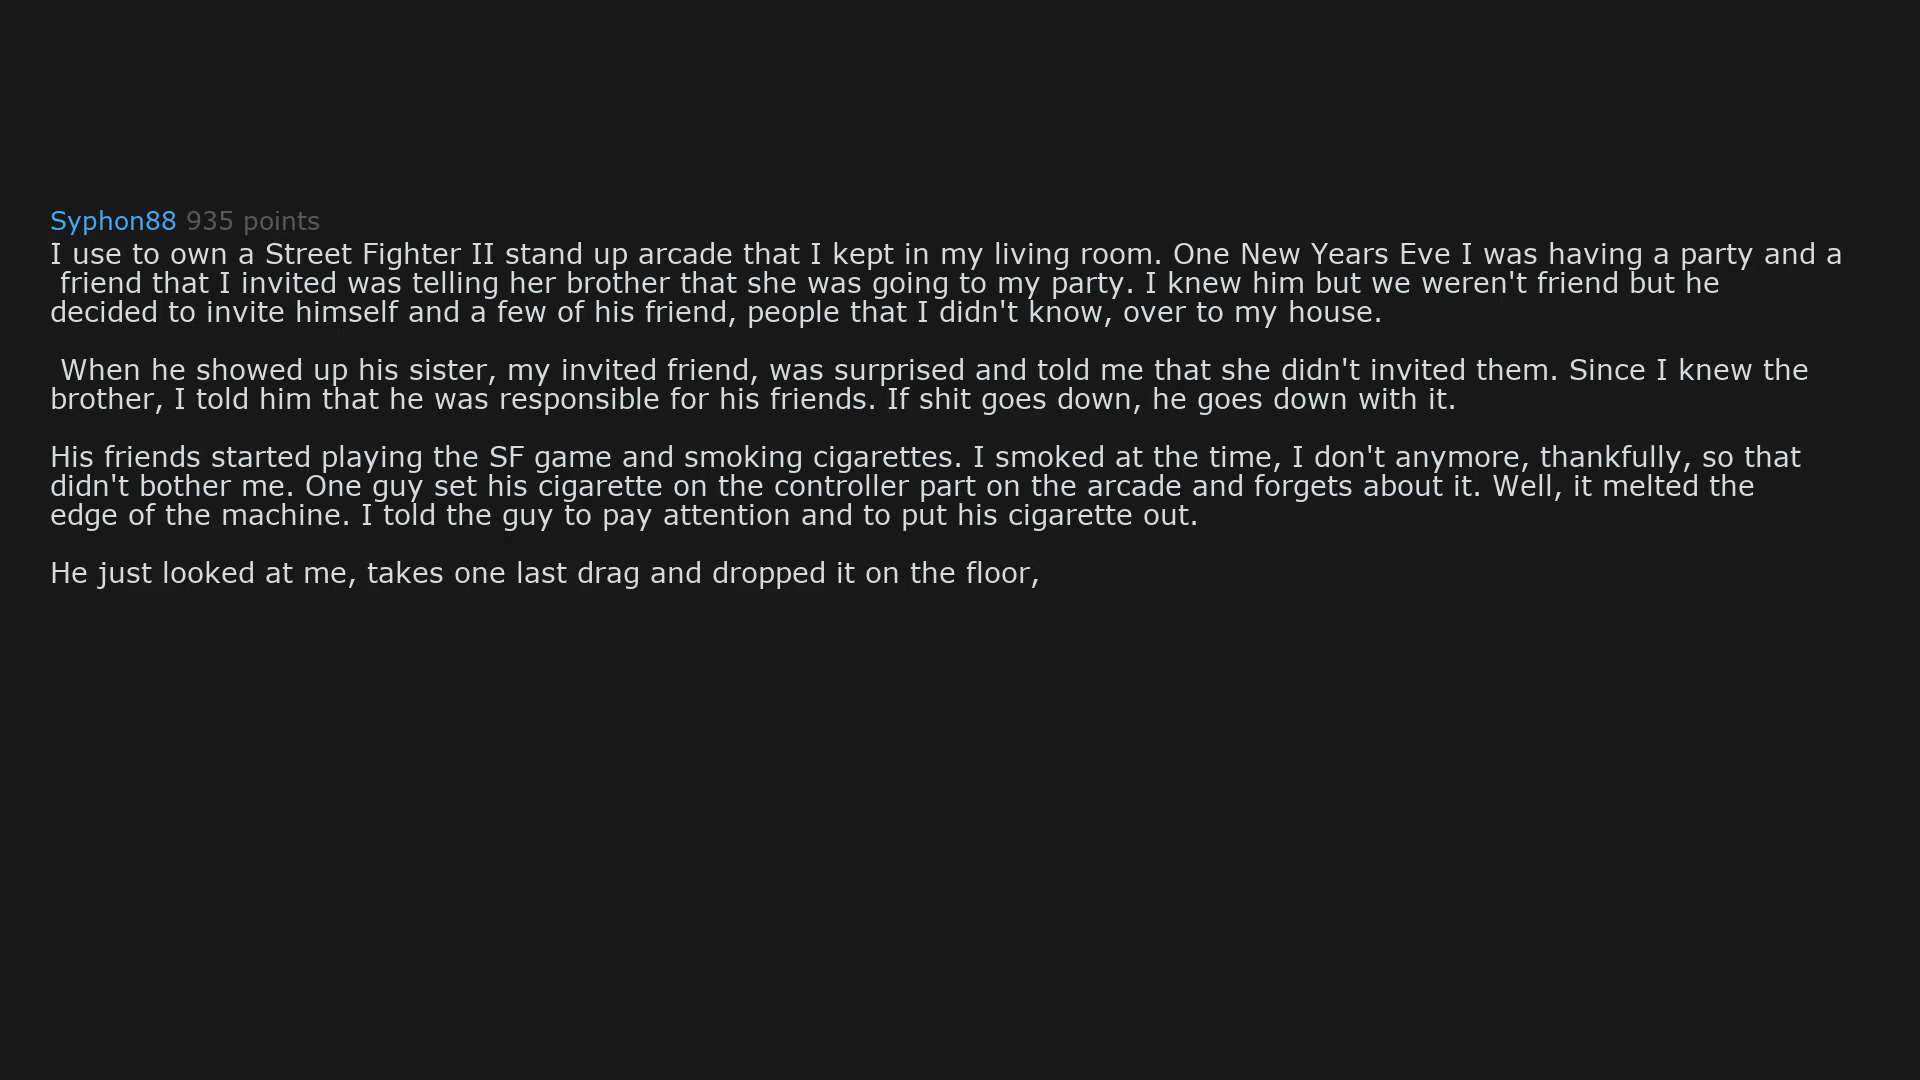 Syphon88 935 points
I use to own a Street Fighter II stand up arcade that I kept in my living room. One New Years Eve I was having a party and a
friend that I invited was telling her brother that she was going to my party. I knew him but we weren't friend but he
decided to invite himself and a few of his friend, people that I didn't know, over to my house.
When he showed up his sister, my invited friend, was surprised and told me that she didn't invited them. Since I knew the
brother, I told him that he was responsible for his friends. If shit goes down, he goes down with it.
His friends started playing the SF game and smoking cigarettes. I smoked at the time, I don't anymore, thankfully, so that
didn't bother me. One guy set his cigarette on the controller part on the arcade and forgets about it. Well, it melted the
edge of the machine. I told the guy to pay attention and to put his cigarette out.
He just looked at me, takes one last drag and dropped it on the floor,